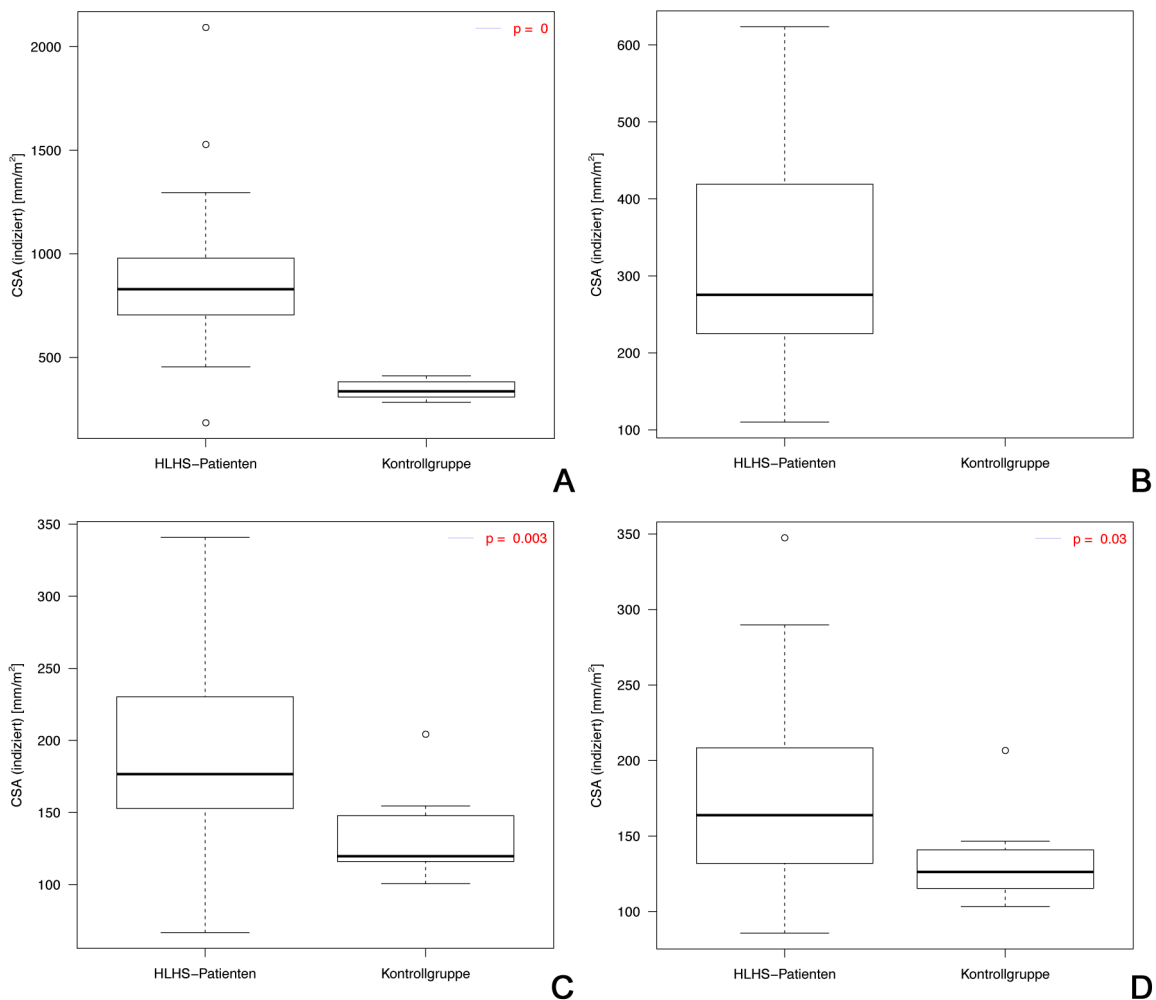 p = 0
2000
1500
1000
500
CSA (indiziert) [mm/m²]
HLHS−Patienten
Kontrollgruppe
A
600
500
400
300
200
100
CSA (indiziert) [mm/m²]
HLHS−Patienten
Kontrollgruppe
B
p = 0.003
350
300
250
200
150
100
CSA (indiziert) [mm/m²]
HLHS−Patienten
Kontrollgruppe
C
p = 0.03
350
300
250
200
150
100
CSA (indiziert) [mm/m²]
HLHS−Patienten
Kontrollgruppe
D